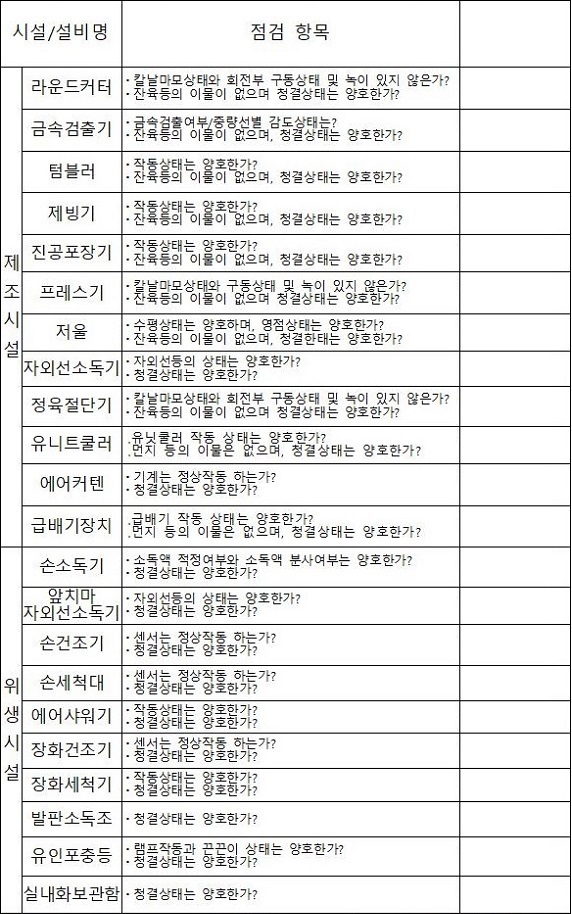 시설/설비명 점검 항목
제조시설
라운드커터
· 칼날마모상태와 회전부 구동상태 및 녹이 있지 않은가?
· 잔육등의 이물이 없으며 청결상태는 양호한가?
금속검출기
· 금속검출여부/중량선별 감도상태는?
· 잔육등의 이물이 없으며, 청결상태는 양호한가?
텀블러
· 작동상태는 양호한가?
· 잔육등의 이물이 없으며, 청결상태는 양호한가?
제빙기
· 작동상태는 양호한가?
· 잔육등의 이물이 없으며, 청결상태는 양호한가?
진공포장기
· 작동상태는 양호한가?
· 잔육등의 이물이 없으며, 청결상태는 양호한가?
프레스기
· 칼날마모상태와 구동상태 및 녹이 있지 않은가?
· 잔육등의 이물이 없으며 청결상태는 양호한가?
저울
· 수평상태는 양호하며, 영점상태는 양호한가?
· 잔육등의 이물이 없으며, 청결한태는 양호한가?
자외선소독기
· 자외선등의 상태는 양호한가?
· 청결상태는 양호한가?
정육절단기
· 칼날마모상태와 회전부 구동상태 및 녹이 있지 않은가?
· 잔육등의 이물이 없으며 청결상태는 양호한가?
유니트쿨러
.유닛쿨러 작동 상태는 양호한가?
.먼지 등의 이물은 없으며, 청결상태는 양호한가?
에어커텐
· 기계는 정상작동 하는가?
· 청결상태는 양호한가?
급배기장치
.급배기 작동 상태는 양호한가?
.먼지 등의 이물은 없으며, 청결상태는 양호한가?
위생시설
손소독기
· 소독액 적정여부와 소독액 분사여부는 양호한가?
· 청결상태는 양호한가?
앞치마
자외선소독기
· 자외선등의 상태는 양호한가?
· 청결상태는 양호한가?
손건조기
· 센서는 정상작동 하는가?
· 청결상태는 양호한가?
손세척대
· 센서는 정상작동 하는가?
· 청결상태는 양호한가?
에어샤워기
· 작동상태는 양호한가?
· 청결상태는 양호한가?
장화건조기
· 센서는 정상작동 하는가?
· 청결상태는 양호한가?
장화세척기
· 작동상태는 양호한가?
· 청결상태는 양호한가?
발판소독조
· 청결상태는 양호한가?
유인포충등
· 램프작동과 끈끈이 상태는 양호한가?
· 청결상태는 양호한가?
실내화보관함
· 청결상태는 양호한가?